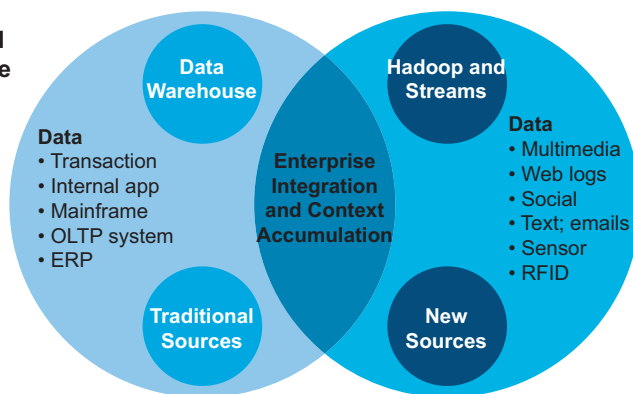 Data
Warehouse
Hadoop and
Streams
Data
• Transaction
• Internal app
• Mainframe
• OLTP system
• ERP
Enterprise
Integration
and Context
Accumulation
Data
• Multimedia
• Web logs
• Social
• Text; emails
• Sensor
• RFID
Traditional
Sources
New
Sources